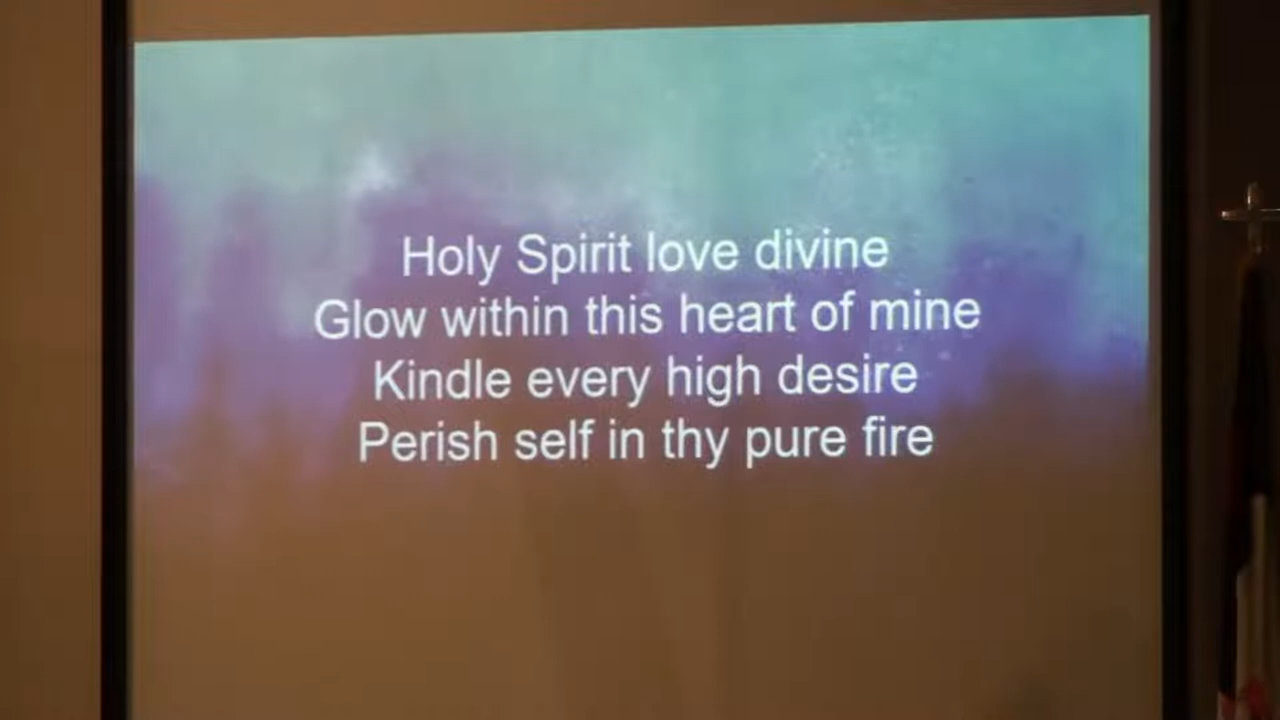 Holy Spirit love divine
Glow within this heart of mine
Kindle every high desire
Perish self in thy pure fire